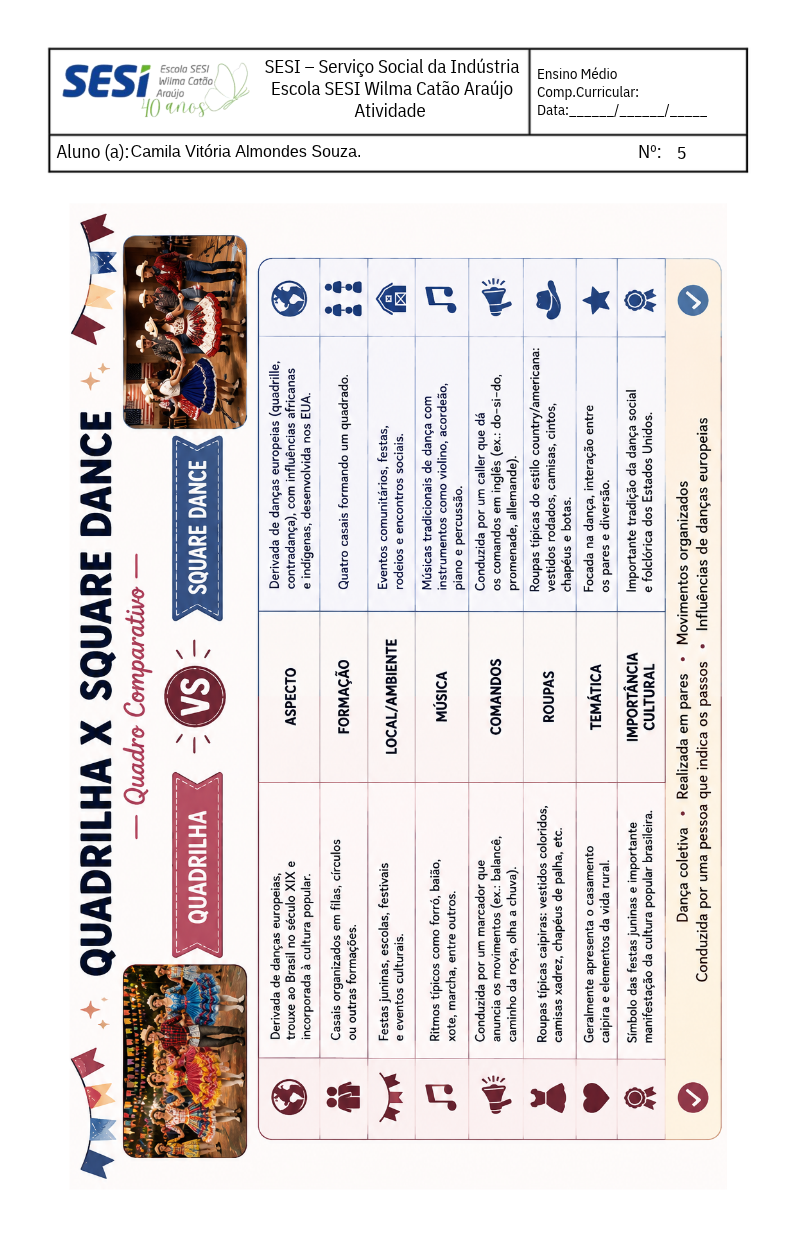 SESI
Escola SESI
Wilma Catão
Araújo
40 anos
SESI – Serviço Social da Indústria
Escola SESI Wilma Catão Araújo
Atividade
Ensino Médio
Comp.Curricular:
Data:______/______/_____
Aluno (a): Camila Vitória Almondes Souza.
Nº: 5
QUADRILHA X SQUARE DANCE
— Quadro Comparativo —
QUADRILHA
VS
SQUARE DANCE
Derivada de danças europeias,
trouxe ao Brasil no século XIX e
incorporada à cultura popular.
ASPECTO
Derivada de danças europeias (quadrille,
contradança), com influências africanas
e indígenas, desenvolvida nos EUA.
Casais organizados em filas, círculos
ou outras formações.
FORMAÇÃO
Quatro casais formando um quadrado.
Festas juninas, escolas, festivais
e eventos culturais.
LOCAL/AMBIENTE
Eventos comunitários, festas,
rodeios e encontros sociais.
Ritmos típicos como forró, baião,
xote, marcha, entre outros.
MÚSICA
Músicas tradicionais de dança com
instrumentos como violino, acordeão,
piano e percussão.
Conduzida por um marcador que
anuncia os movimentos (ex.: balancê,
caminho da roça, olha a chuva).
COMANDOS
Conduzida por um caller que dá
os comandos em inglês (ex.: do-si-do,
promenade, allemande).
Roupas típicas caipiras: vestidos coloridos,
camisas xadrez, chapéus de palha, etc.
ROUPAS
Roupas típicas do estilo country/americana:
vestidos rodados, camisas, cintos,
chapéus e botas.
Geralmente apresenta o casamento
caipira e elementos da vida rural.
TEMÁTICA
Focada na dança, interação entre
os pares e diversão.
Símbolo das festas juninas e importante
manifestação da cultura popular brasileira.
IMPORTÂNCIA
CULTURAL
Importante tradição da dança social
e folclórica dos Estados Unidos.
Dança coletiva • Realizada em pares • Movimentos organizados
Conduzida por uma pessoa que indica os passos • Influências de danças europeias